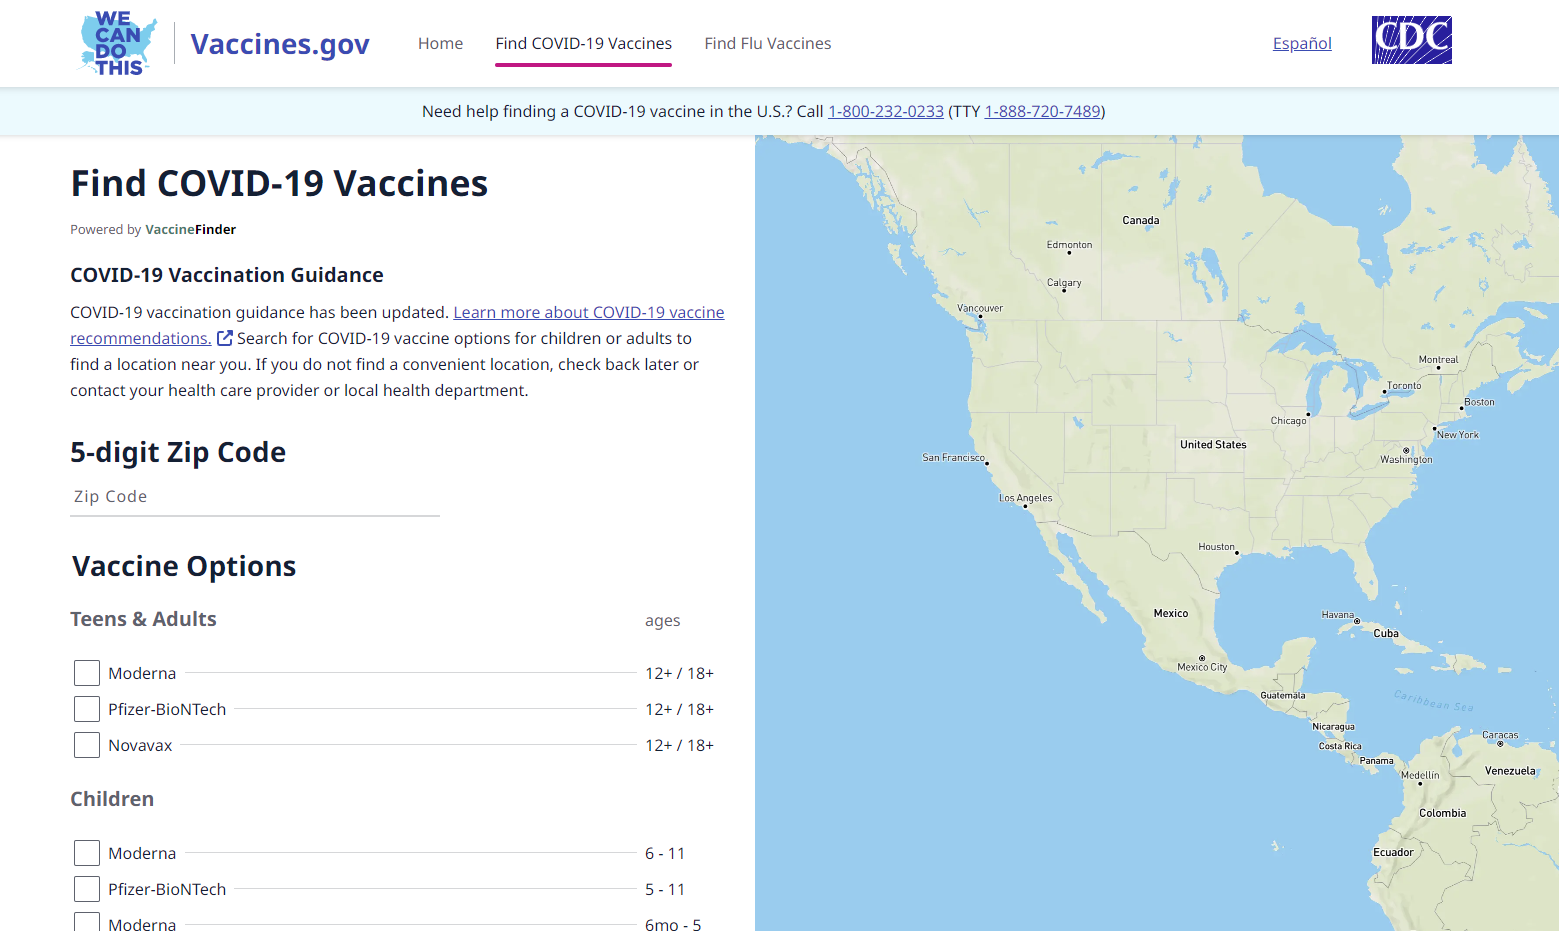 WE
CAN
DO
THIS
Vaccines.gov
Home
Find COVID-19 Vaccines
Find Flu Vaccines
Español
CDC
Need help finding a COVID-19 vaccine in the U.S.? Call 1-800-232-0233 (TTY 1-888-720-7489)
Find COVID-19 Vaccines
Powered by VaccineFinder
COVID-19 Vaccination Guidance
COVID-19 vaccination guidance has been updated. Learn more about COVID-19 vaccine
recommendations. Search for COVID-19 vaccine options for children or adults to
find a location near you. If you do not find a convenient location, check back later or
contact your health care provider or local health department.
5-digit Zip Code
Zip Code
Vaccine Options
Teens & Adults ages
Moderna 12+ / 18+
Pfizer-BioNTech 12+ / 18+
Novavax 12+ / 18+
Children
Moderna 6 - 11
Pfizer-BioNTech 5 - 11
Moderna 6mo - 5
Canada
Edmonton
Calgary
Vancouver
Montreal
Toronto
Boston
Chicago
New York
United States
Washington
San Francisco
Los Angeles
Houston
Mexico
Havana
Cuba
Mexico City
Guatemala
Caribbean Sea
Nicaragua
Caracas
Costa Rica
Panama
Medellín
Venezuela
Colombia
Ecuador